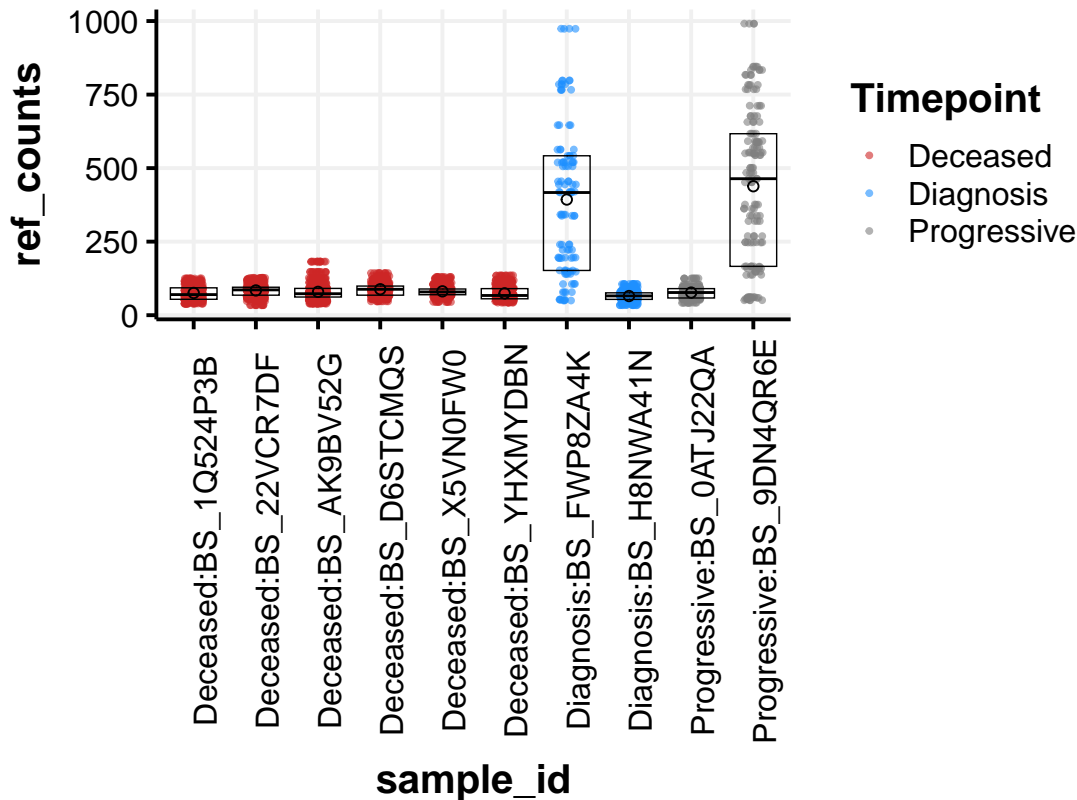 1000
750
500
250
0
ref_counts
Deceased:BS_1Q524P3B
Deceased:BS_22VCR7DF
Deceased:BS_AK9BV52G
Deceased:BS_D6STCMQS
Deceased:BS_X5VN0FW0
Deceased:BS_YHXMYDBN
Diagnosis:BS_FWP8ZA4K
Diagnosis:BS_H8NWA41N
Progressive:BS_0ATJ22QA
Progressive:BS_9DN4QR6E
sample_id
Timepoint
Deceased
Diagnosis
Progressive